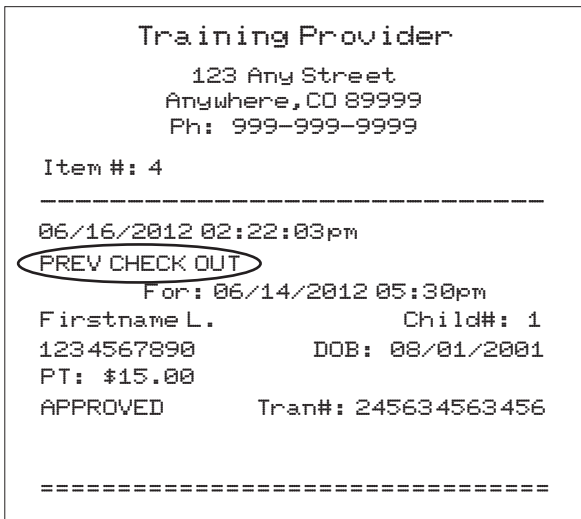 Training Provider
123 Any Street
Anywhere, CO 89999
Ph: 999-999-9999
Item #: 4
------------------------------
06/16/2012 02:22:03pm
PREV CHECK OUT
For: 06/14/2012 05:30pm
Firstname L. Child#: 1
1234567890 DOB: 08/01/2001
PT: $15.00
APPROVED Tran#: 245634563456
=================================